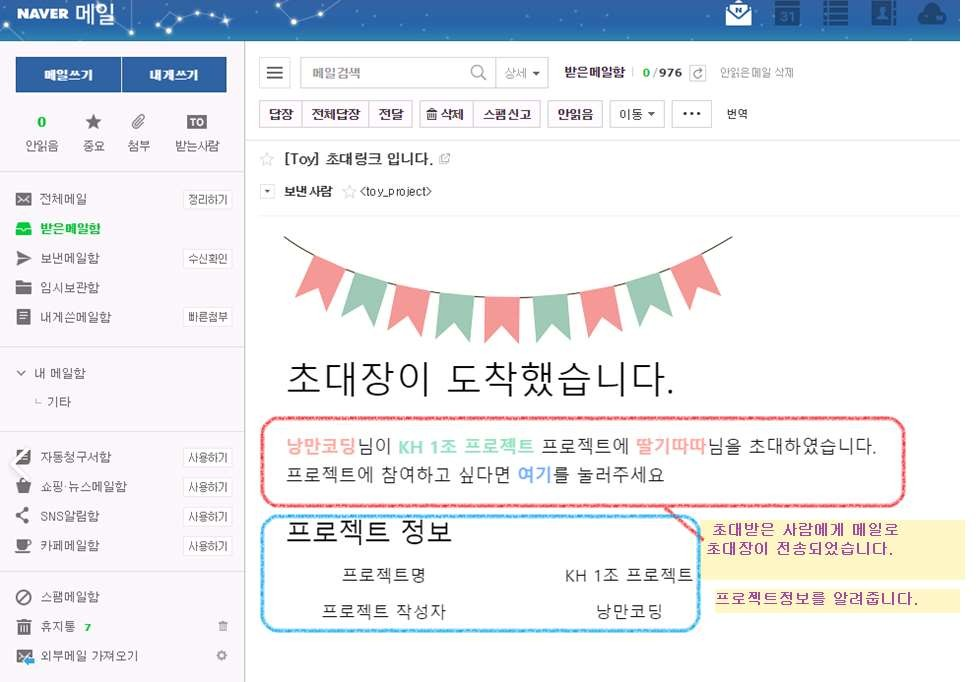 NAVER 메일
31
메일쓰기 내게쓰기
받은메일함 0/976 안읽은메일 삭제
메일검색 상세
0 TO
안읽음 중요 첨부 받는사람
답장 전체답장 전달 삭제 스팸신고 안읽음 이동 ... 번역
[Toy] 초대링크 입니다.
보낸사람 <toy_project>
전체메일 정리하기
받은메일함
보낸메일함 수신확인
임시보관함
내게쓴메일함 빠른첨부
내 메일함
기타
자동청구서함 사용하기
쇼핑·뉴스메일함 사용하기
SNS알림함 사용하기
카페메일함 사용하기
스팸메일함
휴지통 7
외부메일 가져오기
초대장이 도착했습니다.
낭만코딩님이 KH 1조 프로젝트 프로젝트에 딸기따따님을 초대하였습니다.
프로젝트에 참여하고 싶다면 여기를 눌러주세요
프로젝트 정보
프로젝트명 KH 1조 프로젝트
프로젝트 작성자 낭만코딩
초대받은 사람에게 메일로
초대장이 전송되었습니다.
프로젝트정보를 알려줍니다.